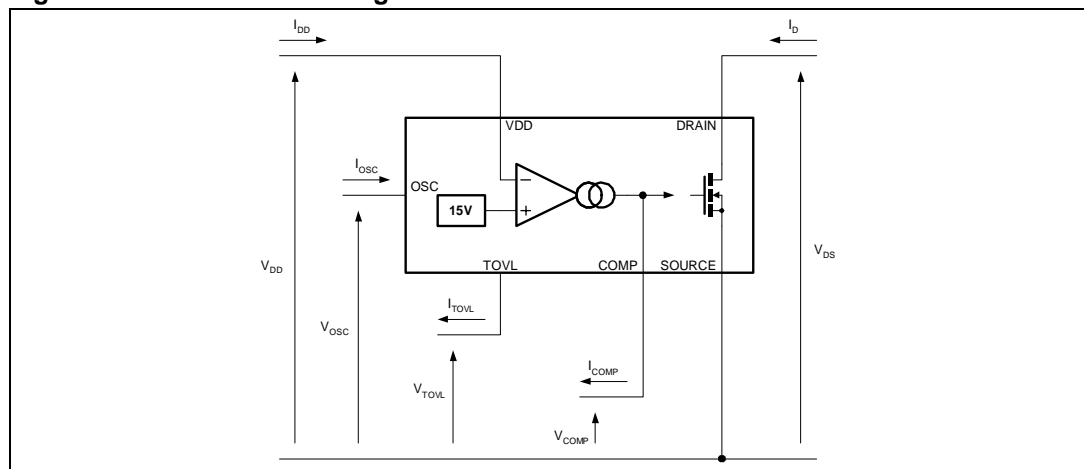 I_DD
I_D
VDD
DRAIN
I_OSC
OSC
15V
−
+
TOVL
COMP
SOURCE
V_DD
V_DS
I_TOVL
V_OSC
I_COMP
V_TOVL
V_COMP